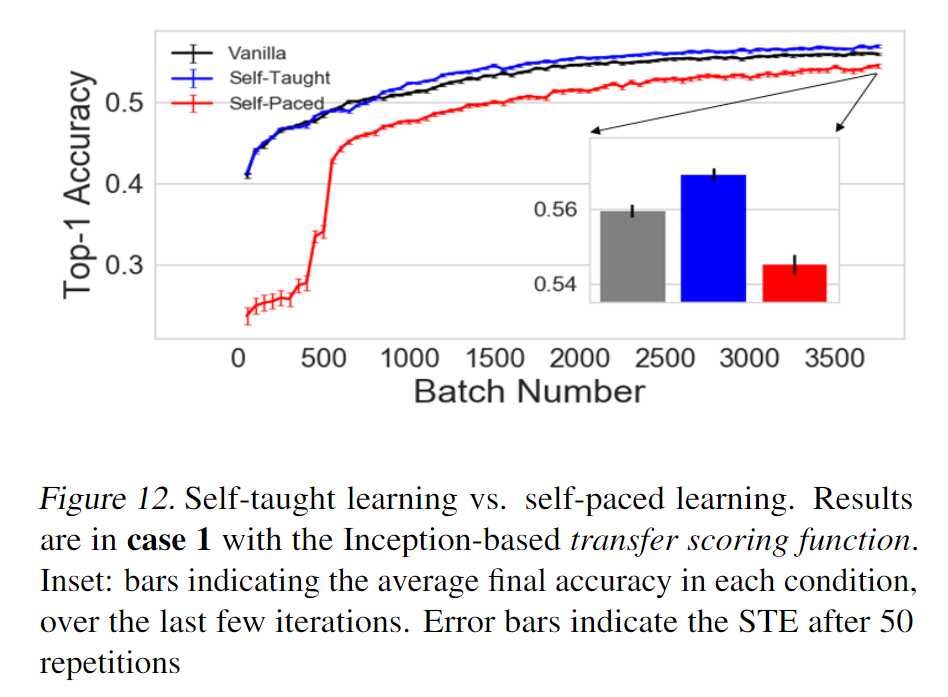 Vanilla
Self-Taught
Self-Paced
Top-1 Accuracy
0.5
0.4
0.3
0.56
0.54
0 500 1000 1500 2000 2500 3000 3500
Batch Number
Figure 12. Self-taught learning vs. self-paced learning. Results
are in case 1 with the Inception-based transfer scoring function.
Inset: bars indicating the average final accuracy in each condition,
over the last few iterations. Error bars indicate the STE after 50
repetitions